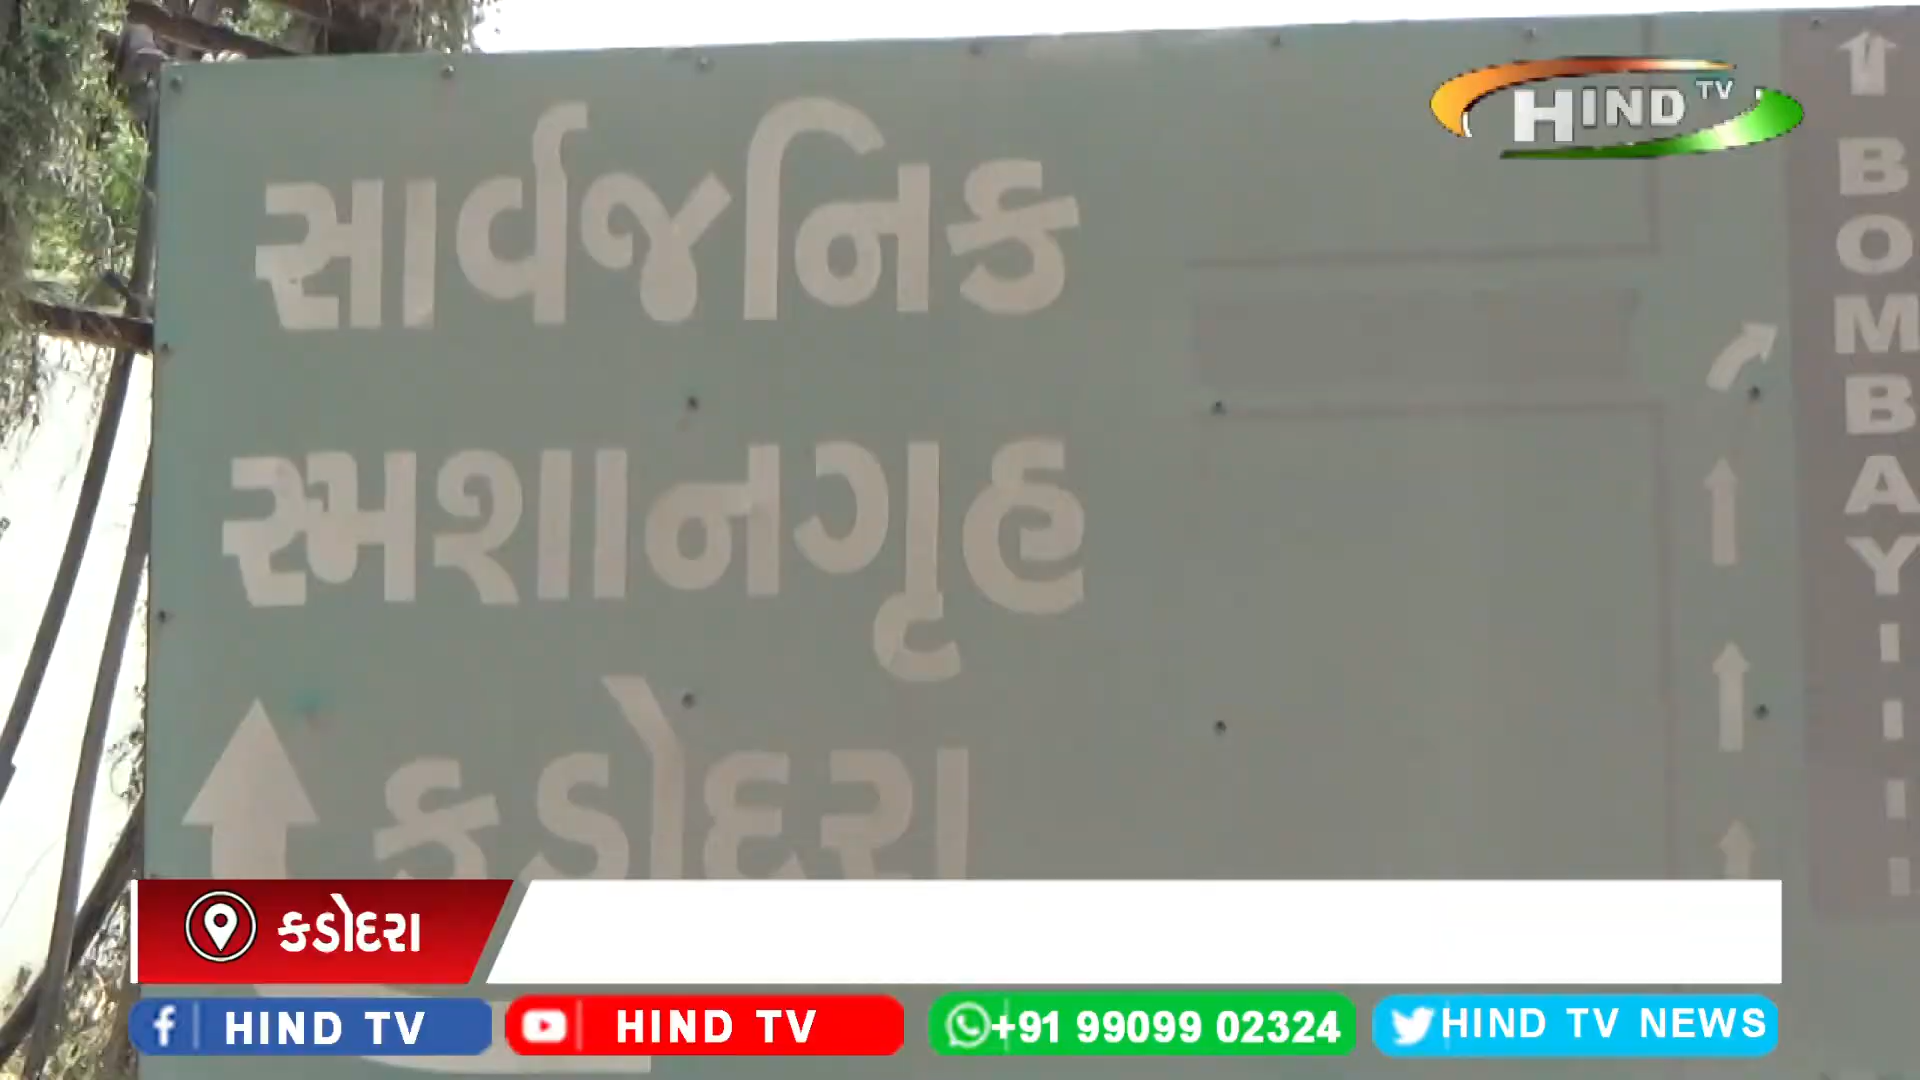 HIND TV
સાર્વજનિક
સ્મશાનગૃહ
કડોદરા
BOMBAY
કડોદરા
HIND TV
HIND TV
+91 99099 02324
HIND TV NEWS